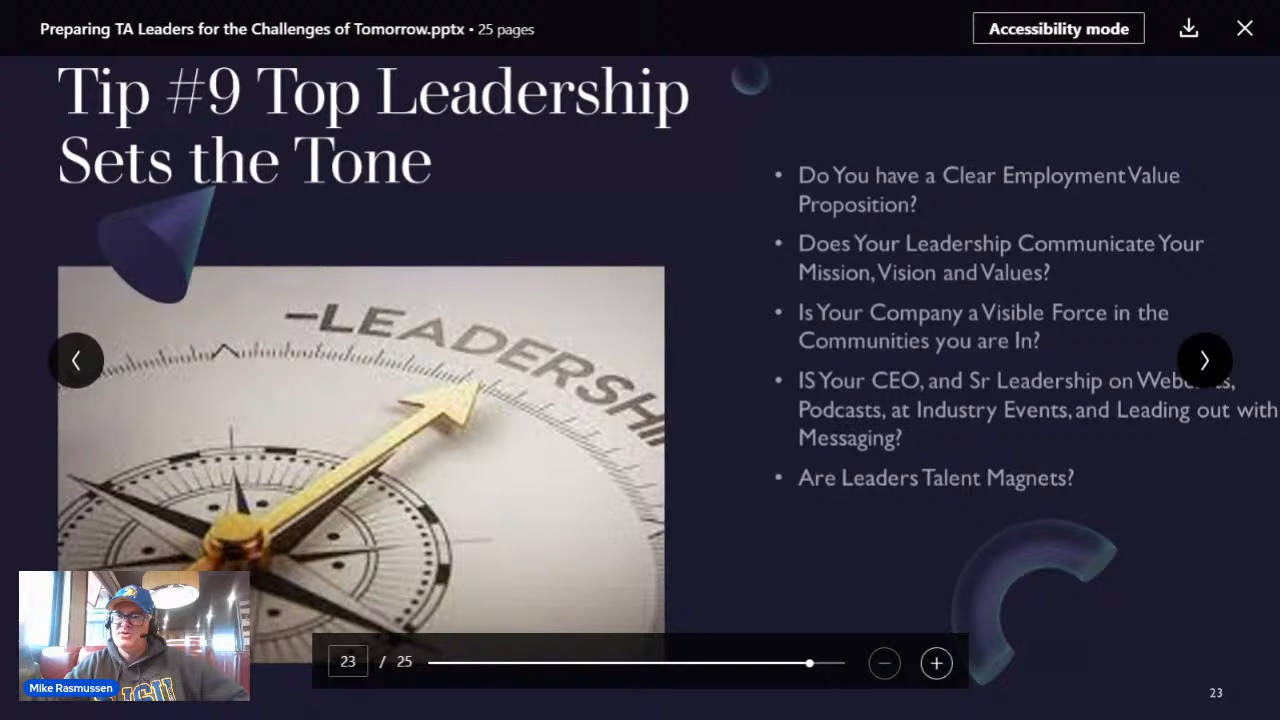 Preparing TA Leaders for the Challenges of Tomorrow.pptx • 25 pages
Accessibility mode
Tip #9 Top Leadership
Sets the Tone
• Do You have a Clear Employment Value
Proposition?
• Does Your Leadership Communicate Your
Mission, Vision and Values?
• Is Your Company a Visible Force in the
Communities you are In?
• IS Your CEO, and Sr Leadership on
Podcasts, at Industry Events, and Leading out with
Messaging?
• Are Leaders Talent Magnets?
–LEADERSHI
Mike Rasmussen
23 / 25
23